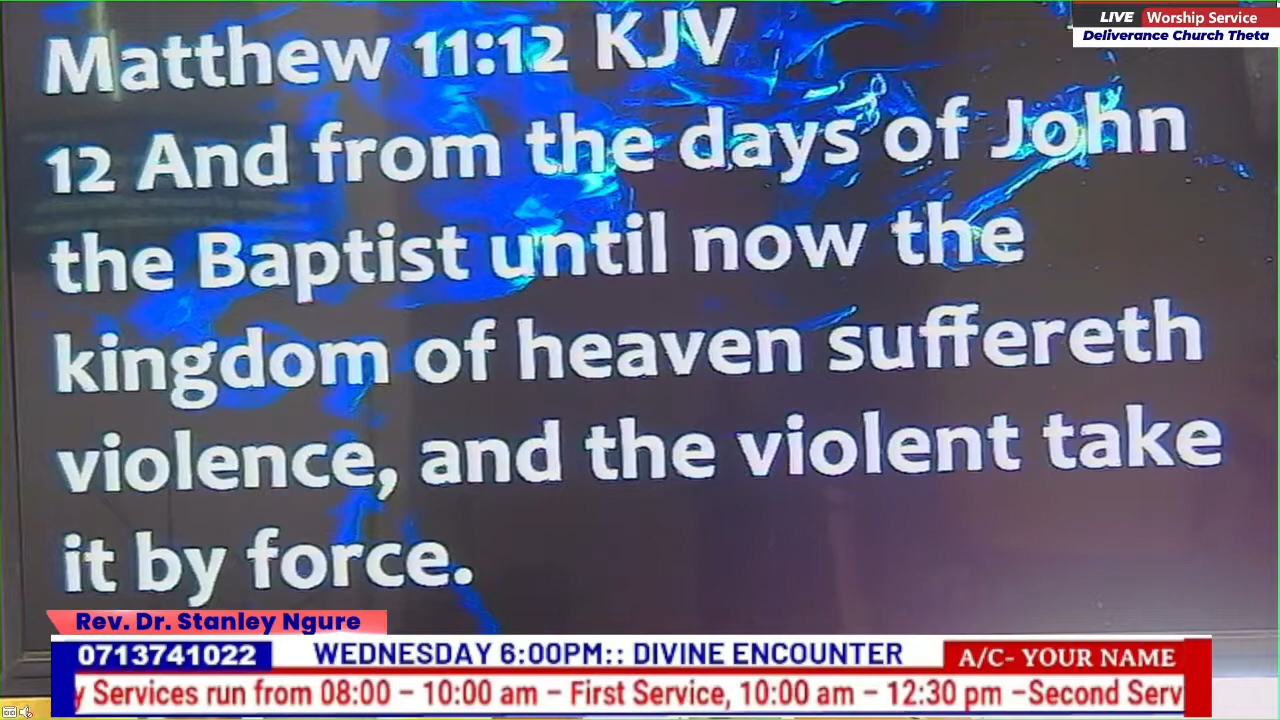 LIVE Worship Service
Deliverance Church Theta
Matthew 11:12 KJV
12 And from the days of John
the Baptist until now the
kingdom of heaven suffereth
violence, and the violent take
it by force.
Rev. Dr. Stanley Ngure
0713741022 WEDNESDAY 6:00PM:: DIVINE ENCOUNTER A/C- YOUR NAME
y Services run from 08:00 – 10:00 am – First Service, 10:00 am – 12:30 pm –Second Serv